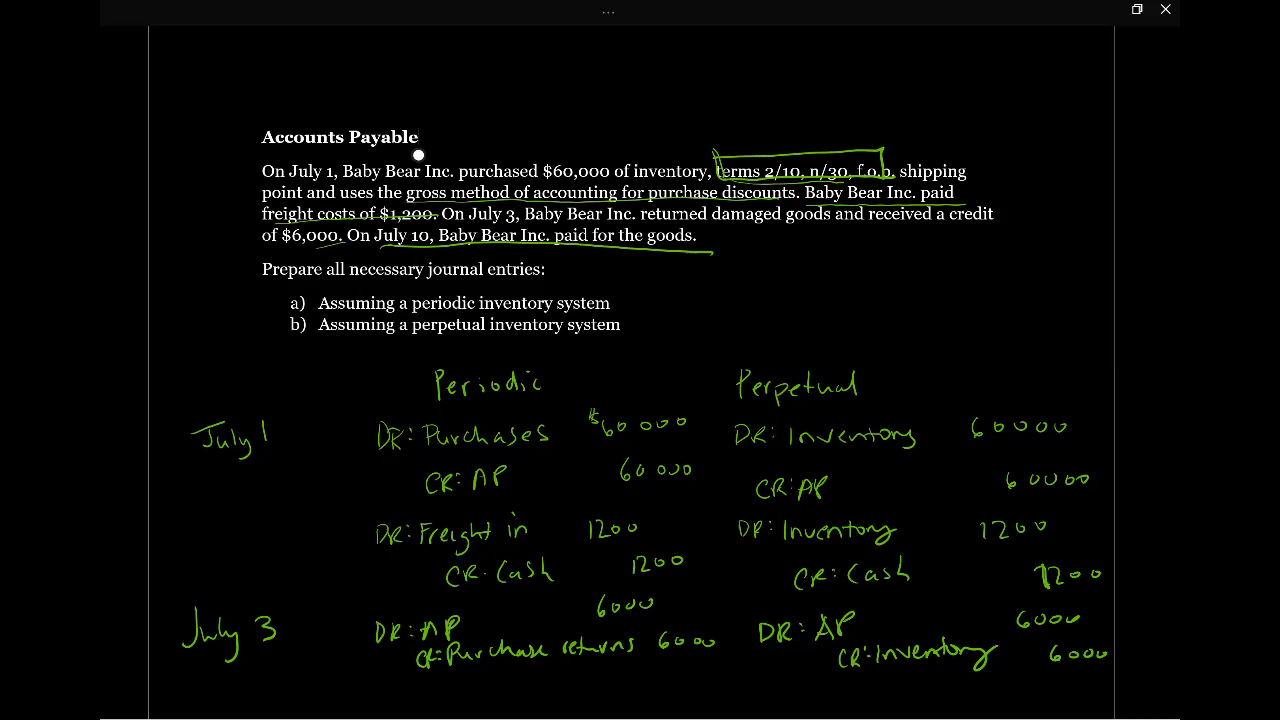 Accounts Payable
On July 1, Baby Bear Inc. purchased $60,000 of inventory, terms 2/10, n/30, f.o.b. shipping
point and uses the gross method of accounting for purchase discounts. Baby Bear Inc. paid
freight costs of $1,200. On July 3, Baby Bear Inc. returned damaged goods and received a credit
of $6,000. On July 10, Baby Bear Inc. paid for the goods.
Prepare all necessary journal entries:
a) Assuming a periodic inventory system
b) Assuming a perpetual inventory system
Periodic Perpetual
July 1 DR: Purchases $60 000 DR: Inventory 60000
CR: AP 60 000 CR: AP 60000
DR: Freight in 1200 DR: Inventory 1200
CR: Cash 1200 CR: Cash 1200
July 3 DR: AP 6000 DR: AP 6000
CR: Purchase returns 6000 CR: Inventory 6000